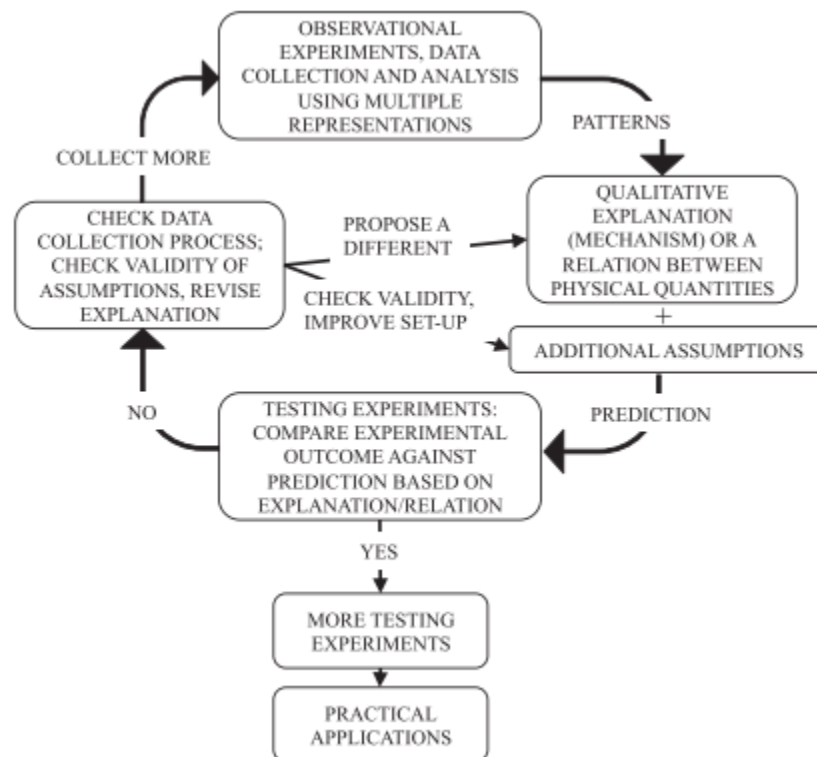 OBSERVATIONAL
EXPERIMENTS, DATA
COLLECTION AND ANALYSIS
USING MULTIPLE
REPRESENTATIONS
PATTERNS
COLLECT MORE
QUALITATIVE
EXPLANATION
(MECHANISM) OR A
RELATION BETWEEN
PHYSICAL QUANTITIES
+
ADDITIONAL ASSUMPTIONS
CHECK DATA
COLLECTION PROCESS;
CHECK VALIDITY OF
ASSUMPTIONS, REVISE
EXPLANATION
PROPOSE A
DIFFERENT
CHECK VALIDITY,
IMPROVE SET-UP
PREDICTION
NO
TESTING EXPERIMENTS:
COMPARE EXPERIMENTAL
OUTCOME AGAINST
PREDICTION BASED ON
EXPLANATION/RELATION
YES
MORE TESTING
EXPERIMENTS
PRACTICAL
APPLICATIONS